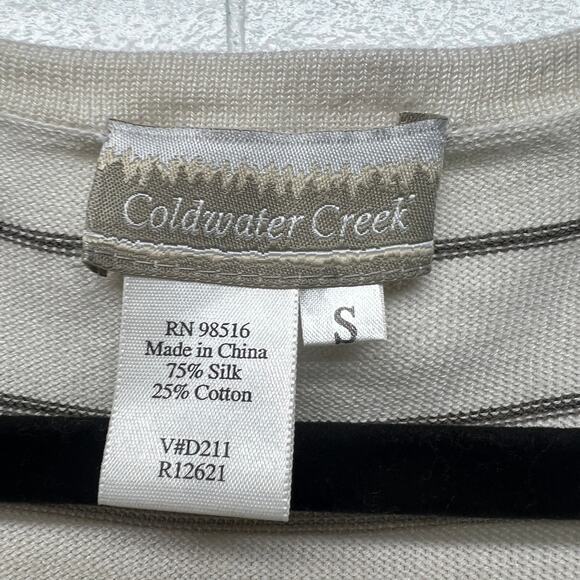 Coldwater Creek
S
RN 98516
Made in China
75% Silk
25% Cotton
V#D211
R12621